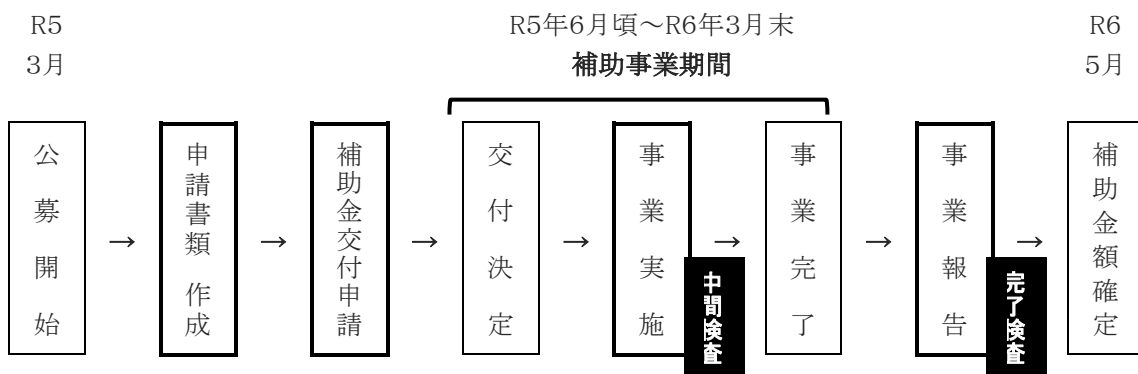 R5
3月
R5年6月頃～R6年3月末
補助事業期間
R6
5月
公募開始
→
申請書類 作成
→
補助金交付申請
→
交付決定
→
事業実施
中間検査
→
事業完了
→
事業報告
完了検査
→
補助金額確定